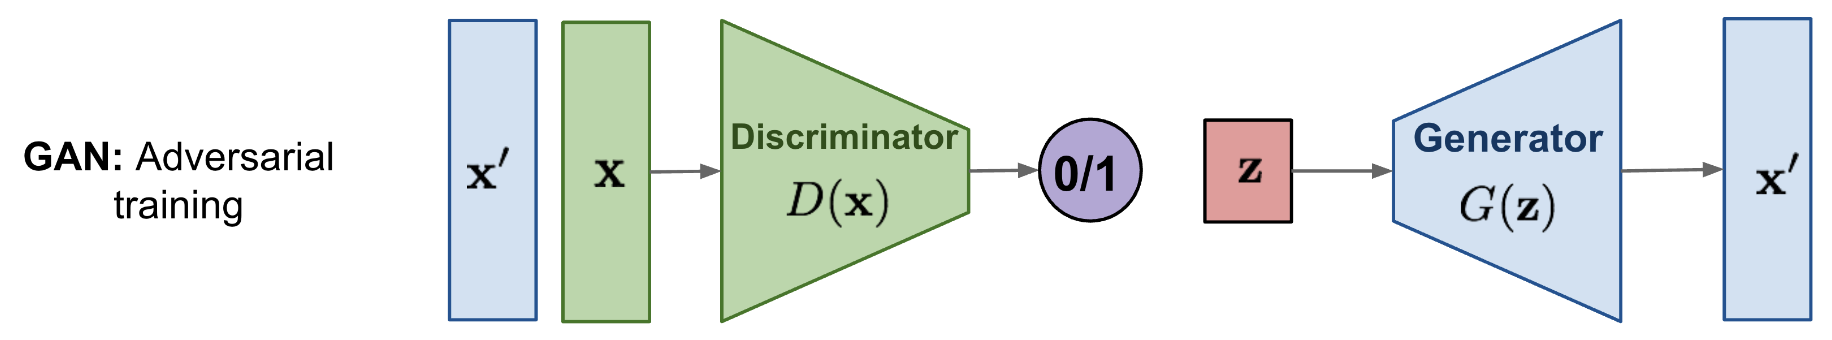 GAN: Adversarial
training
x′
x
Discriminator
D(x)
0/1
z
Generator
G(z)
x′